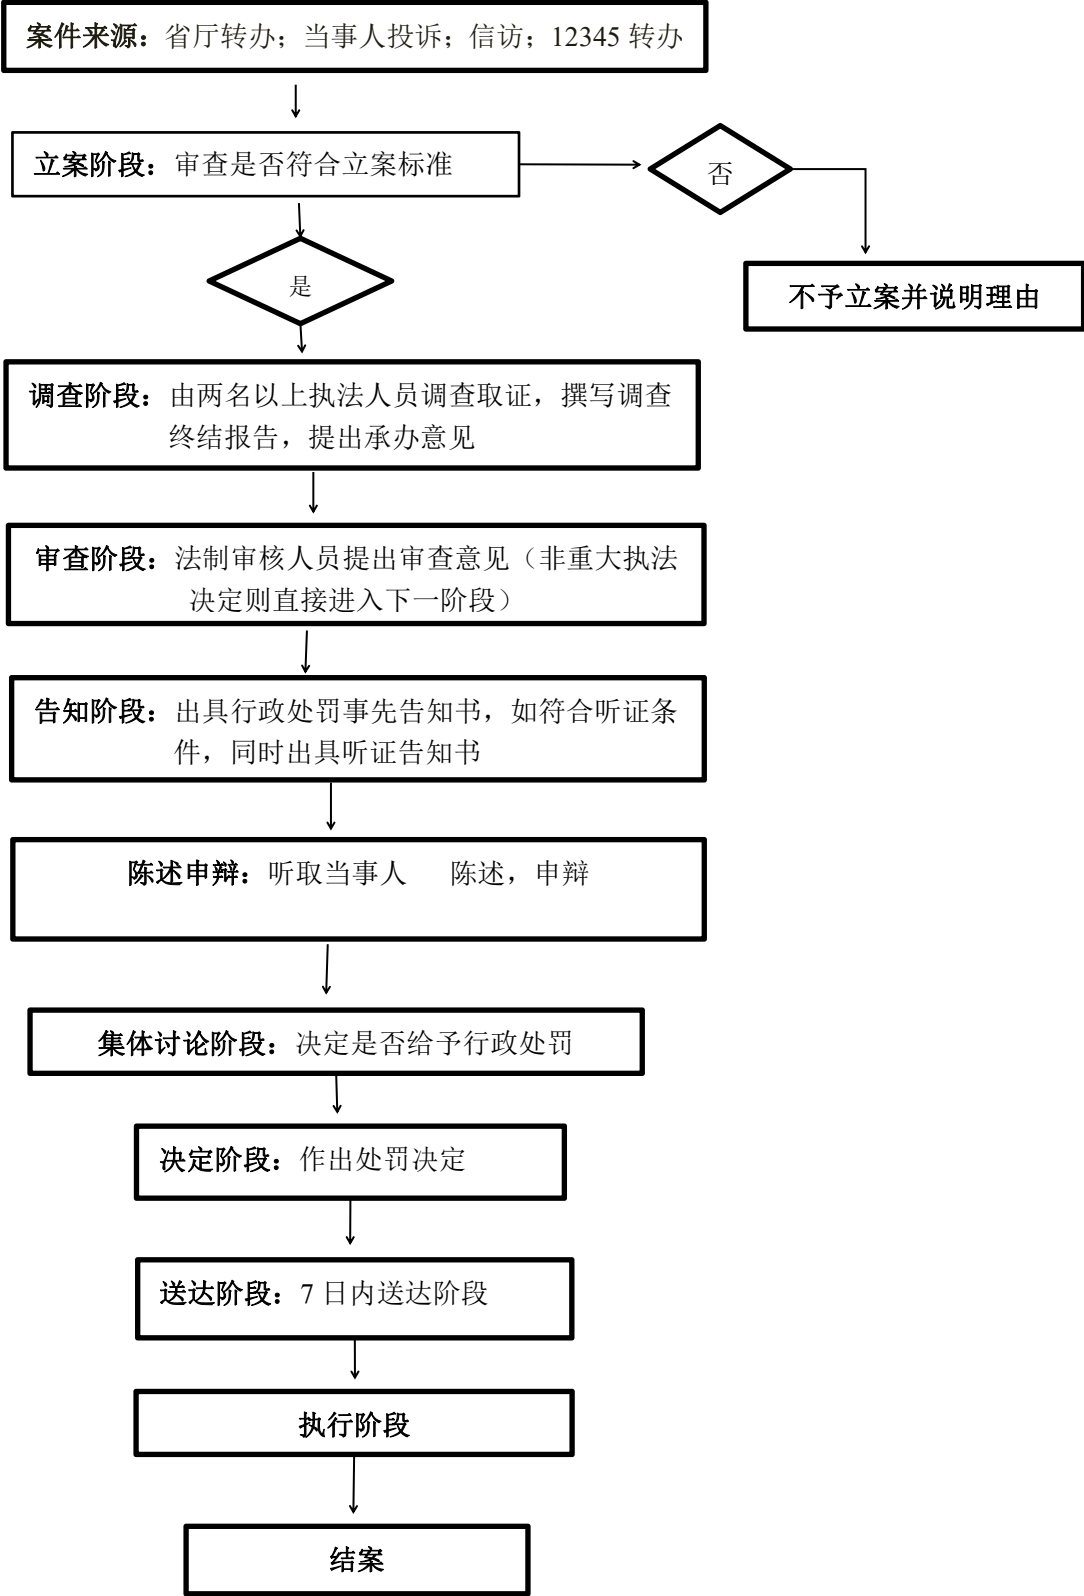 案件来源：省厅转办；当事人投诉；信访；12345 转办
立案阶段：审查是否符合立案标准
否
是
不予立案并说明理由
调查阶段：由两名以上执法人员调查取证，撰写调查
终结报告，提出承办意见
审查阶段：法制审核人员提出审查意见（非重大执法
决定则直接进入下一阶段）
告知阶段：出具行政处罚事先告知书，如符合听证条
件，同时出具听证告知书
陈述申辩：听取当事人 陈述，申辩
集体讨论阶段：决定是否给予行政处罚
决定阶段：作出处罚决定
送达阶段：7 日内送达阶段
执行阶段
结案